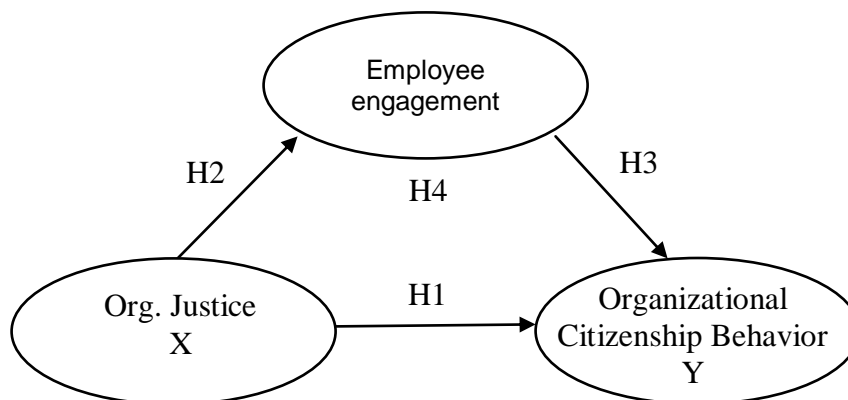 Employee
engagement
H2
H3
H4
H1
Org. Justice
X
Organizational
Citizenship Behavior
Y